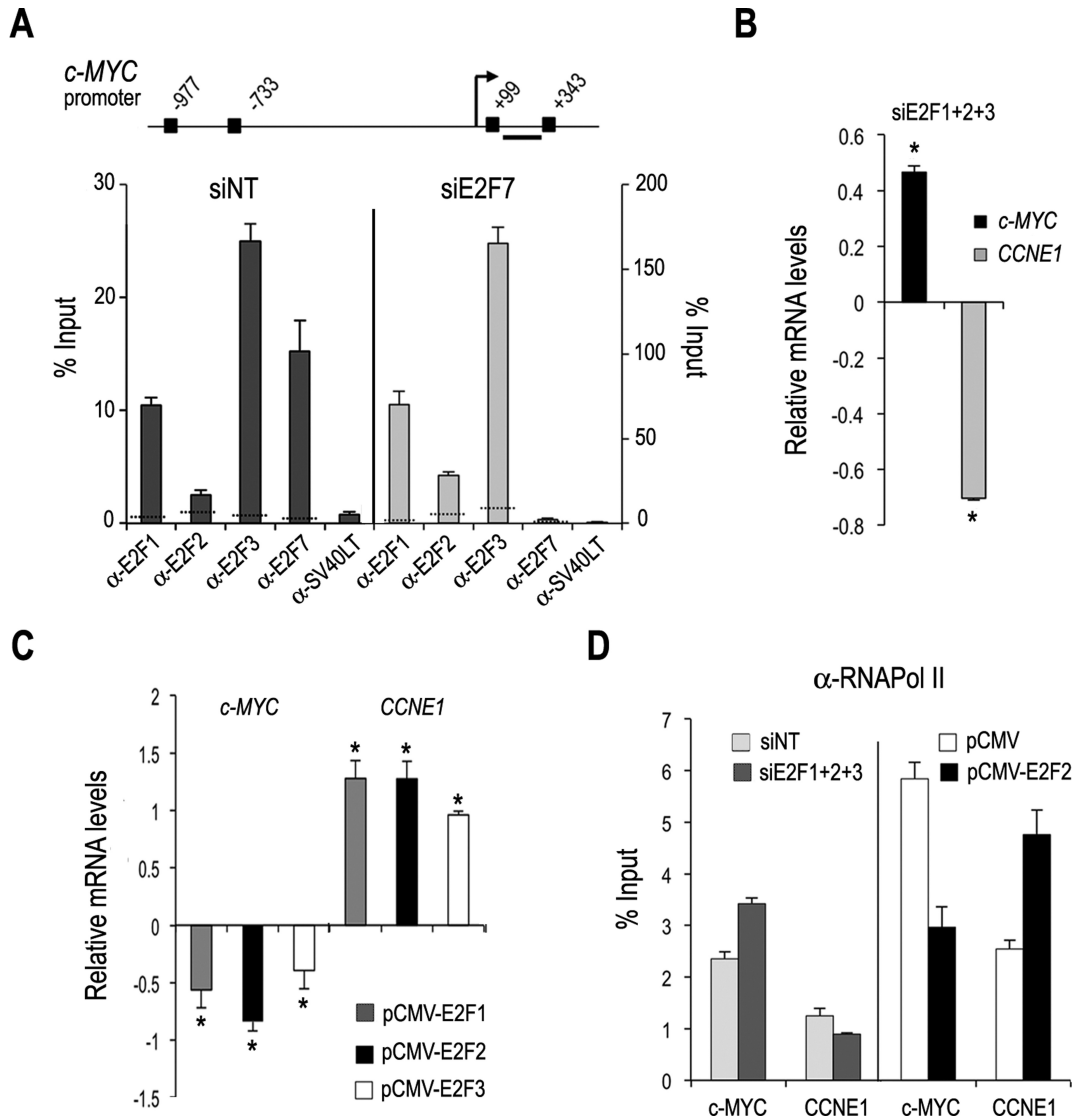 A
c-MYC
promoter
-977
-733
+99
+343
siNT
siE2F7
30
20
10
0
% Input
200
150
100
50
0
% Input
α-E2F1
α-E2F2
α-E2F3
α-E2F7
α-SV40LT
α-E2F1
α-E2F2
α-E2F3
α-E2F7
α-SV40LT
B
siE2F1+2+3
0.6
0.4
0.2
0
-0.2
-0.4
-0.6
-0.8
Relative mRNA levels
*
*
c-MYC
CCNE1
C
c-MYC
CCNE1
2
1.5
1
0.5
0
-0.5
-1
-1.5
Relative mRNA levels
* * *
* * *
pCMV-E2F1
pCMV-E2F2
pCMV-E2F3
D
α-RNAPol II
siNT
siE2F1+2+3
pCMV
pCMV-E2F2
7
6
5
4
3
2
1
0
% Input
c-MYC
CCNE1
c-MYC
CCNE1